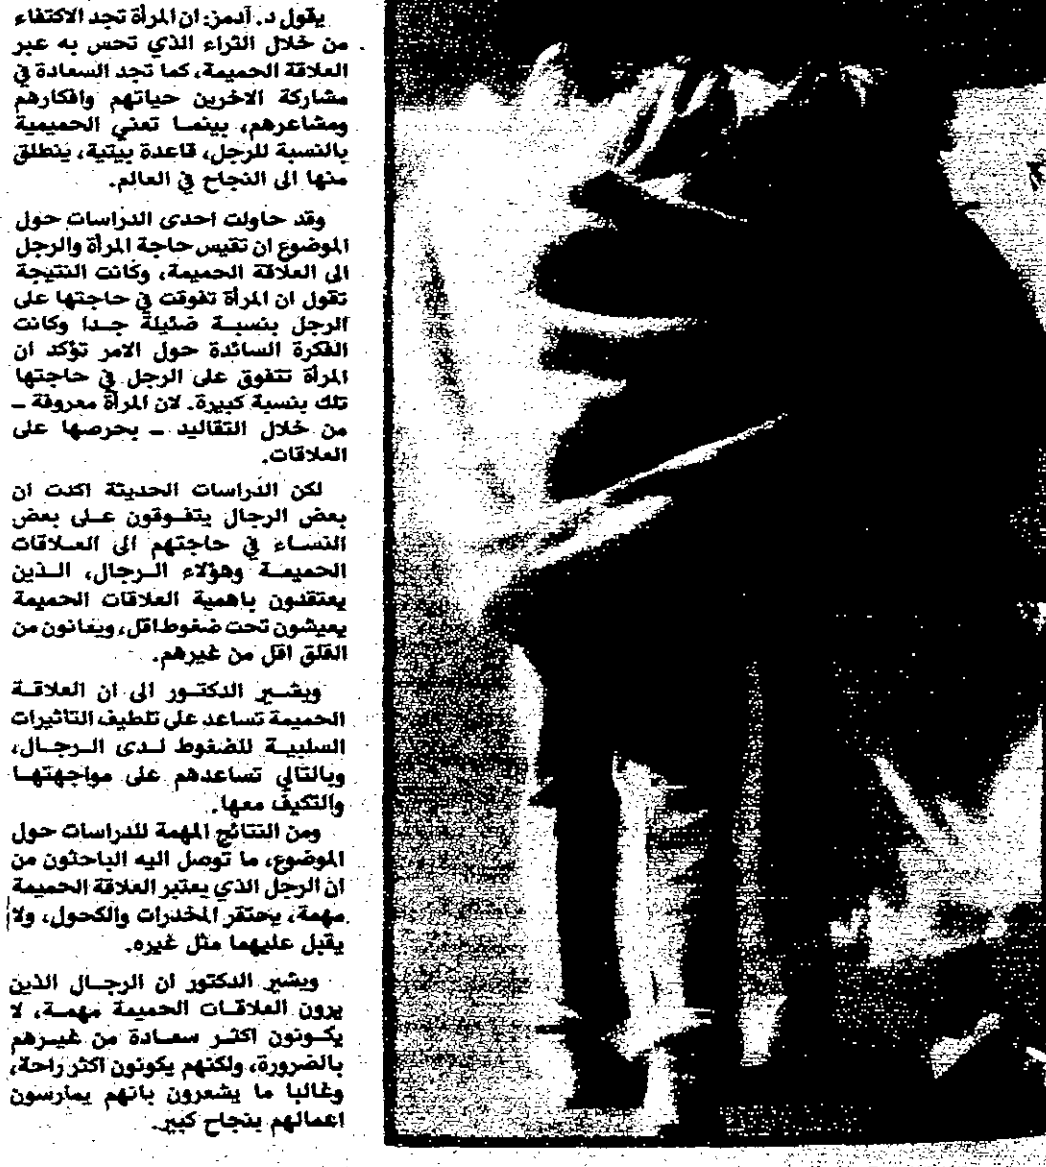 يقول د. آدمز: ان المرأة تجد الاكتفاء
من خلال الثراء الذي تحس به عبر
العلاقة الحميمة، كما تجد السعادة في
مشاركة الاخرين حياتهم وافكارهم
ومشاعرهم، بينما تعني الحميمية
بالنسبة للرجل، قاعدة بيتية، ينطلق
منها الى النجاح في العالم.
وقد حاولت احدى الدراسات حول
الموضوع ان تقيس حاجة المرأة والرجل
الى العلاقة الحميمة، وكانت النتيجة
تقول ان المرأة تفوقت في حاجتها على
الرجل بنسبة ضئيلة جدا وكانت
الفكرة السائدة حول الامر تؤكد ان
المرأة تتفوق على الرجل في حاجتها
تلك بنسبة كبيرة. لان المرأة معروفة ـ
من خلال التقاليد ـ بحرصها على
العلاقات.
لكن الدراسات الحديثة اكدت ان
بعض الرجال يتفوقون على بعض
النساء في حاجتهم الى العلاقات
الحميمة وهؤلاء الرجال، الذين
يعتقدون باهمية العلاقات الحميمة
يعيشون تحت ضغوط اقل، ويعانون من
القلق اقل من غيرهم.
ويشير الدكتور الى ان العلاقة
الحميمة تساعد على تلطيف التاثيرات
السلبية للضغوط لدى الرجال،
وبالتالي تساعدهم على مواجهتها
والتكيف معها.
ومن النتائج المهمة للدراسات حول
الموضوع، ما توصل اليه الباحثون من
ان الرجل الذي يعتبر العلاقة الحميمة
مهمة، يحتقر المخدرات والكحول، ولا
يقبل عليهما مثل غيره.
ويشير الدكتور ان الرجال الذين
يرون العلاقات الحميمة مهمة، لا
يكونون اكثر سعادة من غيرهم
بالضرورة، ولكنهم يكونون اكثر راحة،
وغالبا ما يشعرون بانهم يمارسون
اعمالهم بنجاح كبير.